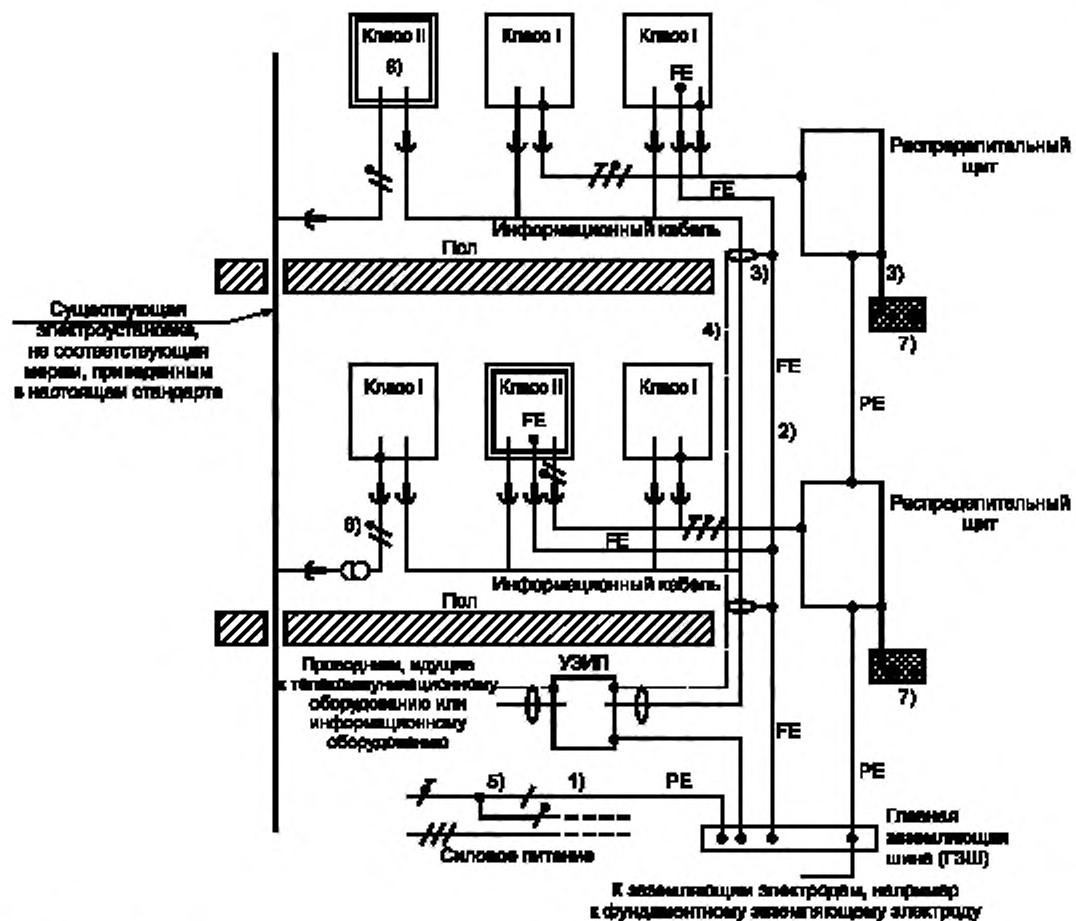 Класс II
6)
Класс I
Класс I
FE
Распределительный
щит
FE
Информационный кабель
Пол
3)
3)
7)
4)
Существующая
электроустановка,
не соответствующая
мерам, приведенным
в настоящем стандарте
FE
PE
2)
Класс I
Класс II
FE
Класс I
Распределительный
щит
6)
FE
Информационный кабель
Пол
7)
Проводники, идущие
к телекоммуникационному
оборудованию или
информационному
оборудованию
УЗИП
FE
PE
5)
1)
PE
Силовое питание
Главная
заземляющая
шина (ГЗШ)
К заземляющим электродам, например
к фундаментному заземляющему электроду